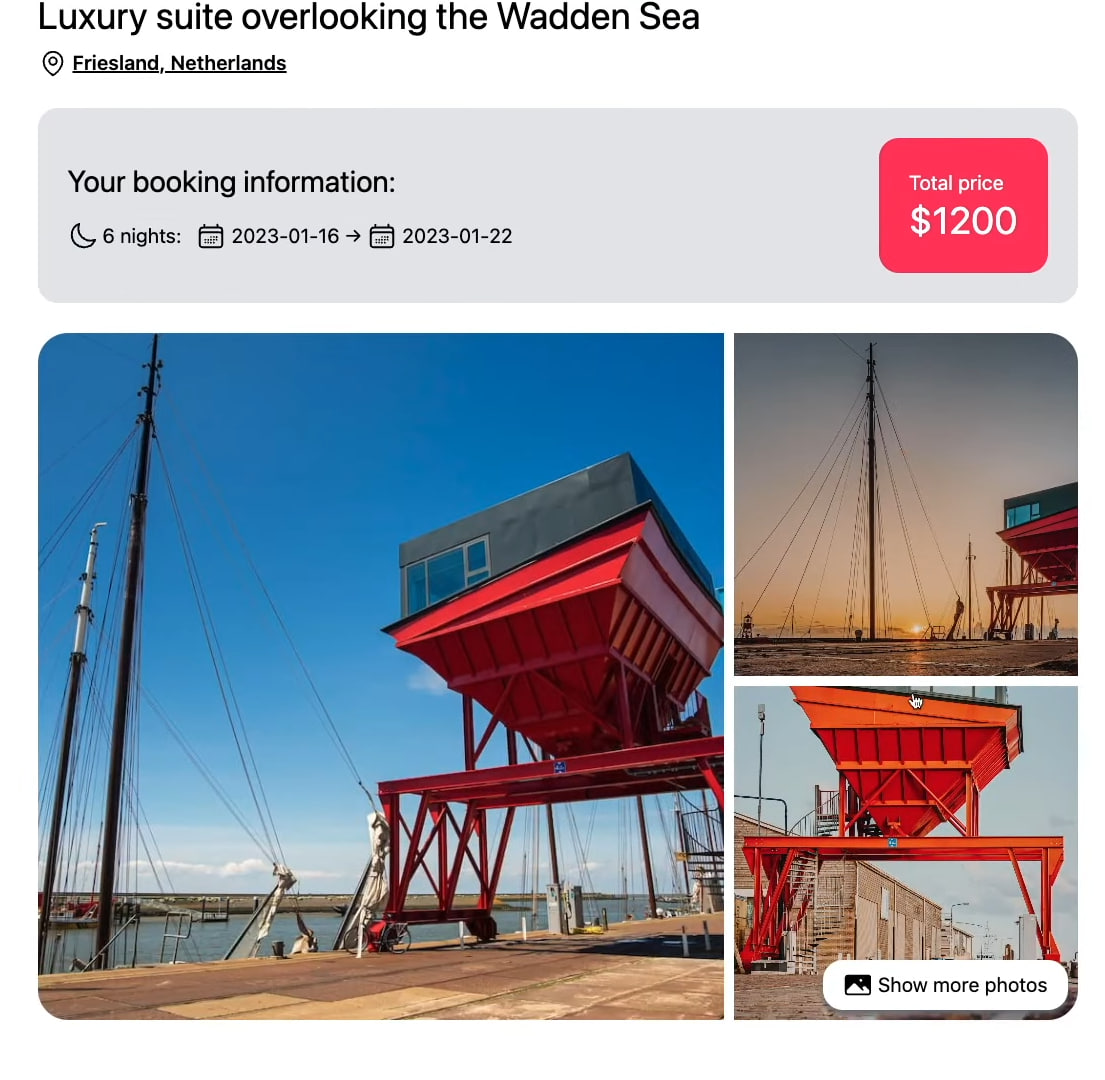 Luxury suite overlooking the Wadden Sea
Friesland, Netherlands
Your booking information:
6 nights: 2023-01-16 → 2023-01-22
Total price
$1200
Show more photos